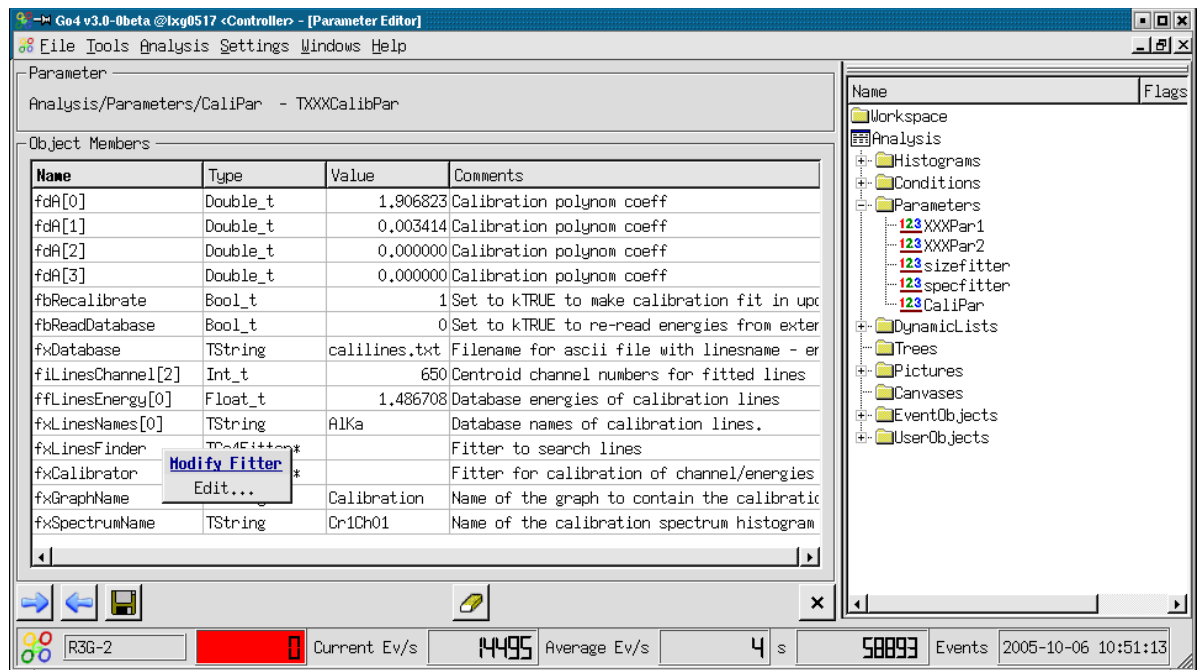 Go4 v3.0-0beta @lxg0517 <Controller> - [Parameter Editor]
File Tools Analysis Settings Windows Help
Parameter
Analysis/Parameters/CaliPar - TXXXCalibPar
Object Members
Name Type Value Comments
fdA[0] Double_t 1.906823 Calibration polynom coeff
fdA[1] Double_t 0.003414 Calibration polynom coeff
fdA[2] Double_t 0.000000 Calibration polynom coeff
fdA[3] Double_t 0.000000 Calibration polynom coeff
fbRecalibrate Bool_t 1 Set to kTRUE to make calibration fit in upd
fbReadDatabase Bool_t 0 Set to kTRUE to re-read energies from exter
fxDatabase TString calilines.txt Filename for ascii file with linesname - er
fiLinesChannel[2] Int_t 650 Centroid channel numbers for fitted lines
ffLinesEnergy[0] Float_t 1.486708 Database energies of calibration lines
fxLinesNames[0] TString AlKa Database names of calibration lines.
fxLinesFinder TGo4Fitter* Fitter to search lines
fxCalibrator * Fitter for calibration of channel/energies
Modify Fitter
Edit...
fxGraphName Calibration Name of the graph to contain the calibratio
fxSpectrumName TString Cr1Ch01 Name of the calibration spectrum histogram
Name Flags
Workspace
Analysis
Histograms
Conditions
Parameters
123 XXXPar1
123 XXXPar2
123 sizefitter
123 specfitter
123 CaliPar
DynamicLists
Trees
Pictures
Canvases
EventObjects
UserObjects
R3G-2 0 Current Ev/s 14495 Average Ev/s 4 s 58893 Events 2005-10-06 10:51:13